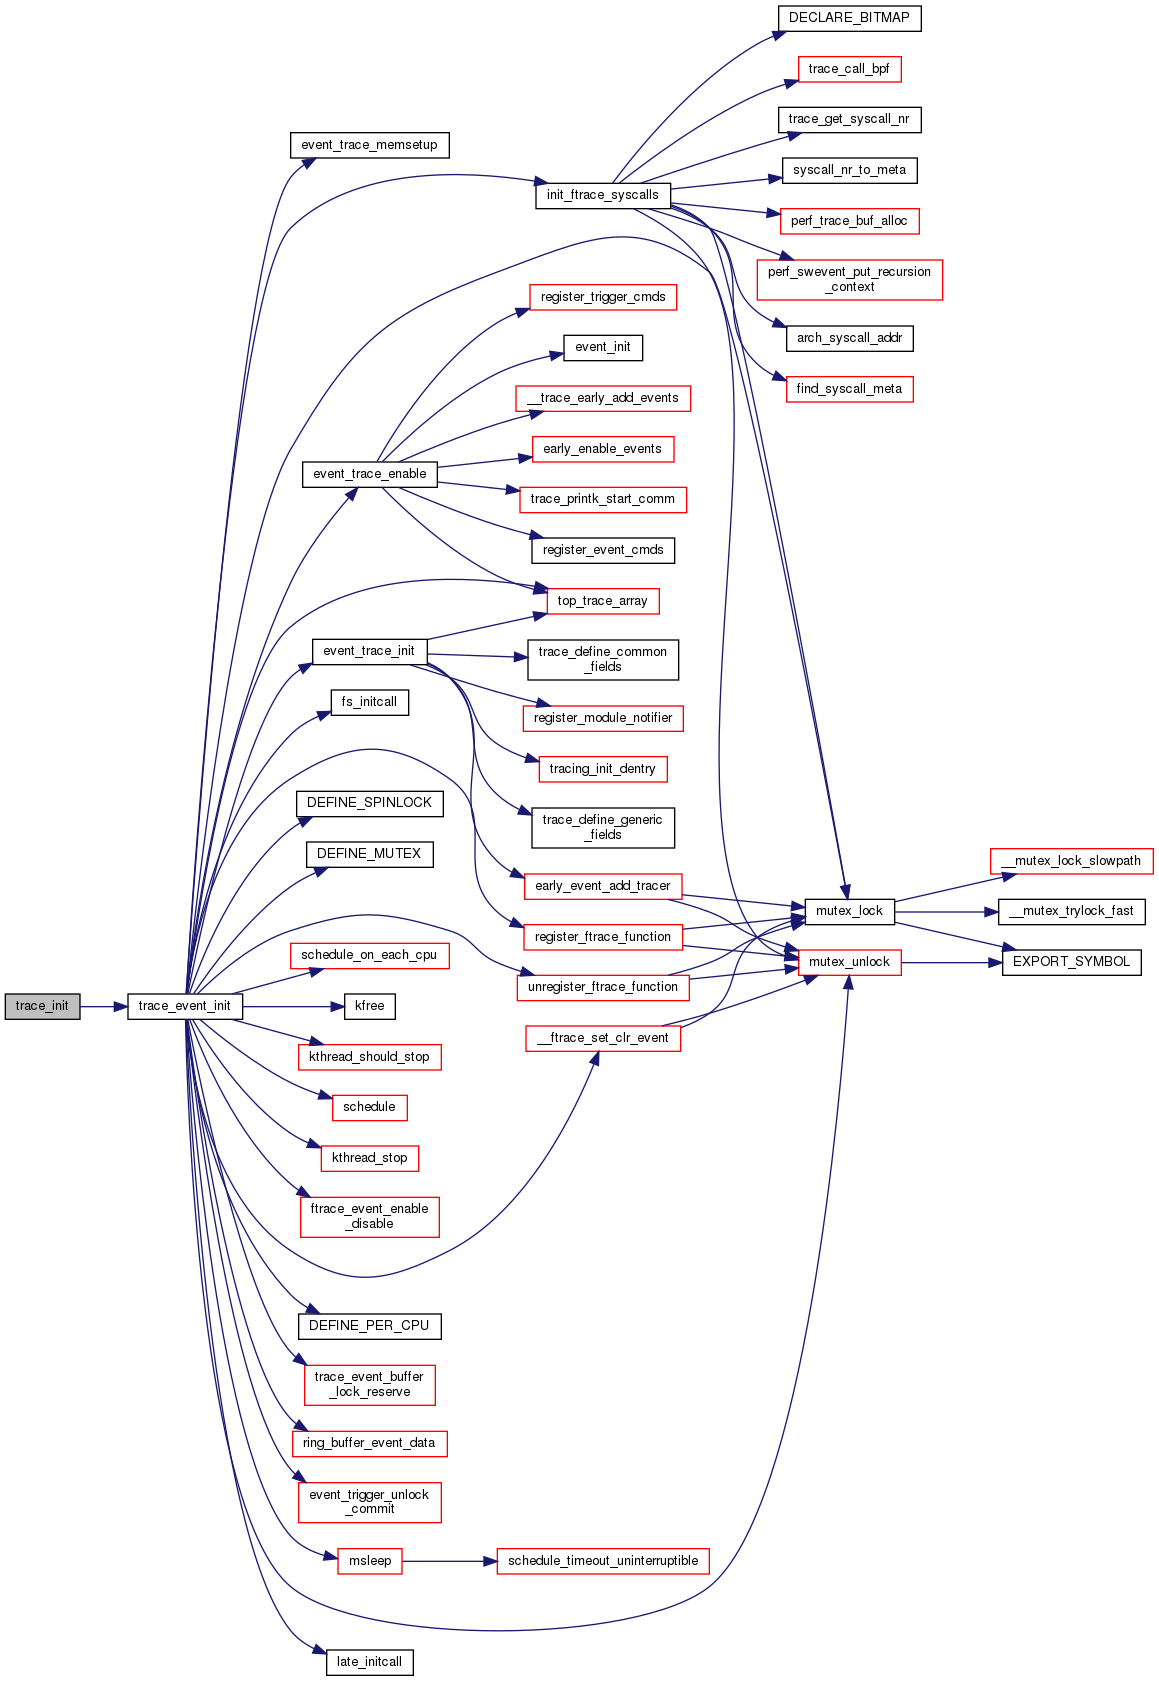 DECLARE_BITMAP
trace_call_bpf
trace_get_syscall_nr
event_trace_memsetup
syscall_nr_to_meta
init_ftrace_syscalls
perf_trace_buf_alloc
perf_swevent_put_recursion
_context
register_trigger_cmds
arch_syscall_addr
event_init
find_syscall_meta
__trace_early_add_events
early_enable_events
event_trace_enable
trace_printk_start_comm
register_event_cmds
top_trace_array
event_trace_init
trace_define_common
_fields
fs_initcall
register_module_notifier
tracing_init_dentry
DEFINE_SPINLOCK
trace_define_generic
_fields
DEFINE_MUTEX
__mutex_lock_slowpath
early_event_add_tracer
mutex_lock
__mutex_trylock_fast
register_ftrace_function
schedule_on_each_cpu
mutex_unlock
EXPORT_SYMBOL
unregister_ftrace_function
trace_init
trace_event_init
kfree
__ftrace_set_clr_event
kthread_should_stop
schedule
kthread_stop
ftrace_event_enable
_disable
DEFINE_PER_CPU
trace_event_buffer
_lock_reserve
ring_buffer_event_data
event_trigger_unlock
_commit
msleep
schedule_timeout_uninterruptible
late_initcall